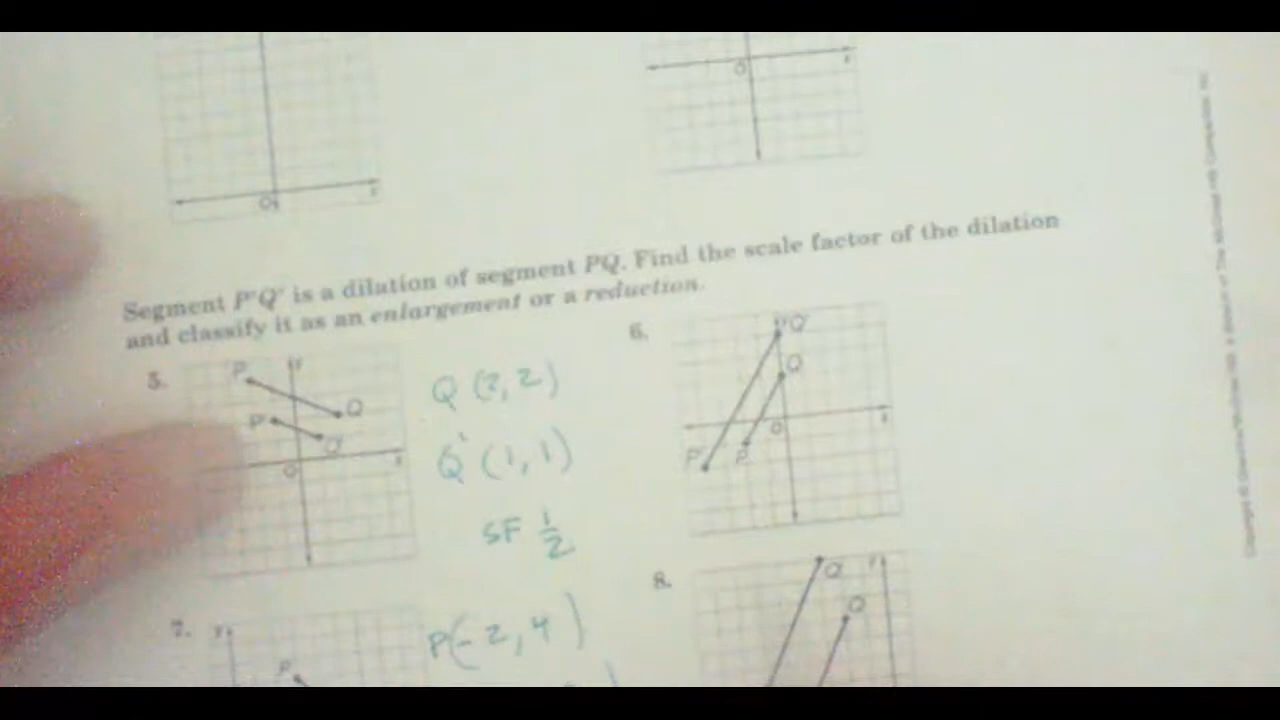 O
x
O
x
Segment P'Q' is a dilation of segment PQ. Find the scale factor of the dilation
and classify it as an enlargement or a reduction.
5.
P
y
Q
P'
Q'
O
x
Q (2, 2)
Q' (1, 1)
SF 1/2
6.
y
Q'
Q
O
x
P'
P
7.
y
P
P(-2, 4)
8.
Q'
y
Q